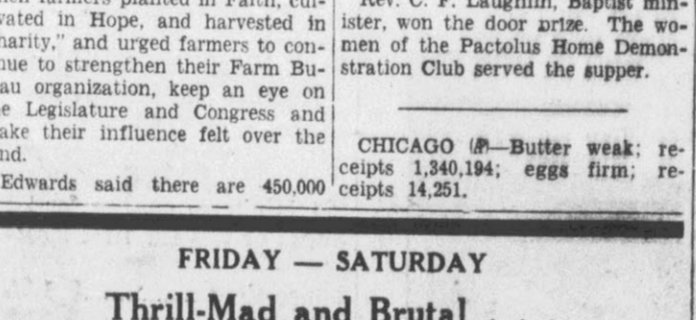 vated in Hope, and harvested in
harity," and urged farmers to con-
nue to strengthen their Farm Bu-
au organization, keep an eye on
e Legislature and Congress and
ake their influence felt over the
nd.
Edwards said there are 450,000
Rev. C. F. Laughlin, Baptist min-
ister, won the door prize. The wo-
men of the Pactolus Home Demon-
stration Club served the supper.
CHICAGO (AP)—Butter weak; re-
ceipts 1,340,194; eggs firm; re-
ceipts 14,251.
FRIDAY — SATURDAY
Thrill-Mad and Brutal